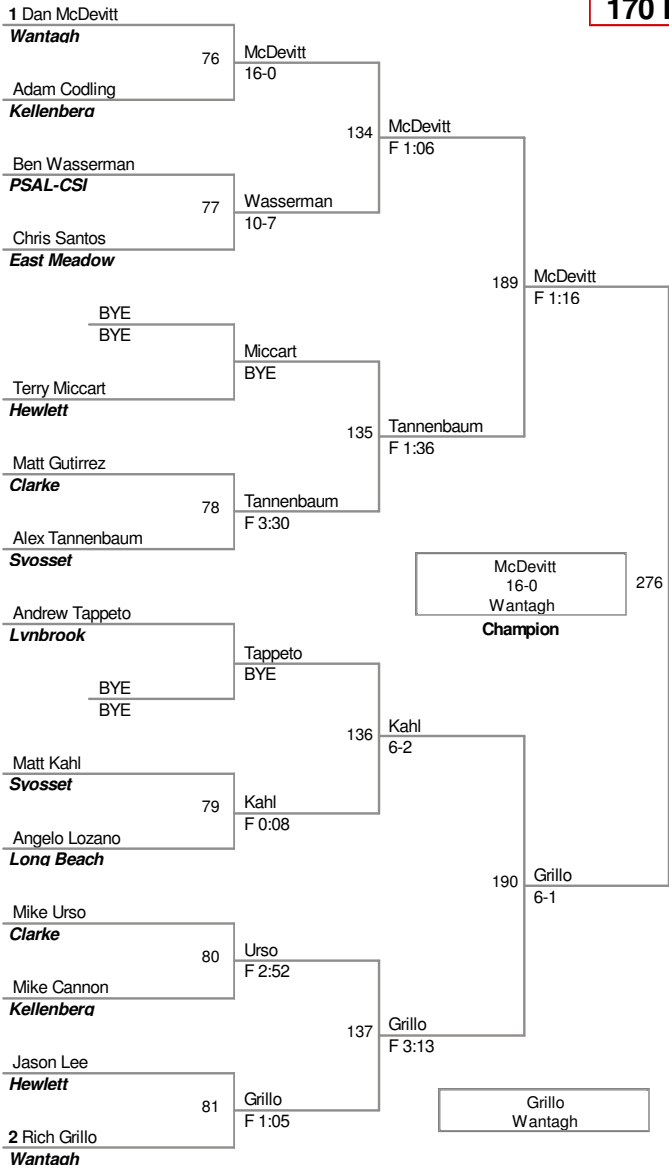 170 l
1 Dan McDevitt
Wantagh
76
McDevitt
16-0
Adam Codling
Kellenberg
134
McDevitt
F 1:06
Ben Wasserman
PSAL-CSI
77
Wasserman
10-7
Chris Santos
East Meadow
189
McDevitt
F 1:16
BYE
BYE
Miccart
BYE
Terry Miccart
Hewlett
135
Tannenbaum
F 1:36
Matt Gutirrez
Clarke
78
Tannenbaum
F 3:30
Alex Tannenbaum
Syosset
McDevitt
16-0
Wantagh
276
Champion
Andrew Tappeto
Lynbrook
Tappeto
BYE
BYE
BYE
136
Kahl
6-2
Matt Kahl
Syosset
79
Kahl
F 0:08
Angelo Lozano
Long Beach
190
Grillo
6-1
Mike Urso
Clarke
80
Urso
F 2:52
Mike Cannon
Kellenberg
137
Grillo
F 3:13
Jason Lee
Hewlett
81
Grillo
F 1:05
Grillo
Wantagh
2 Rich Grillo
Wantagh